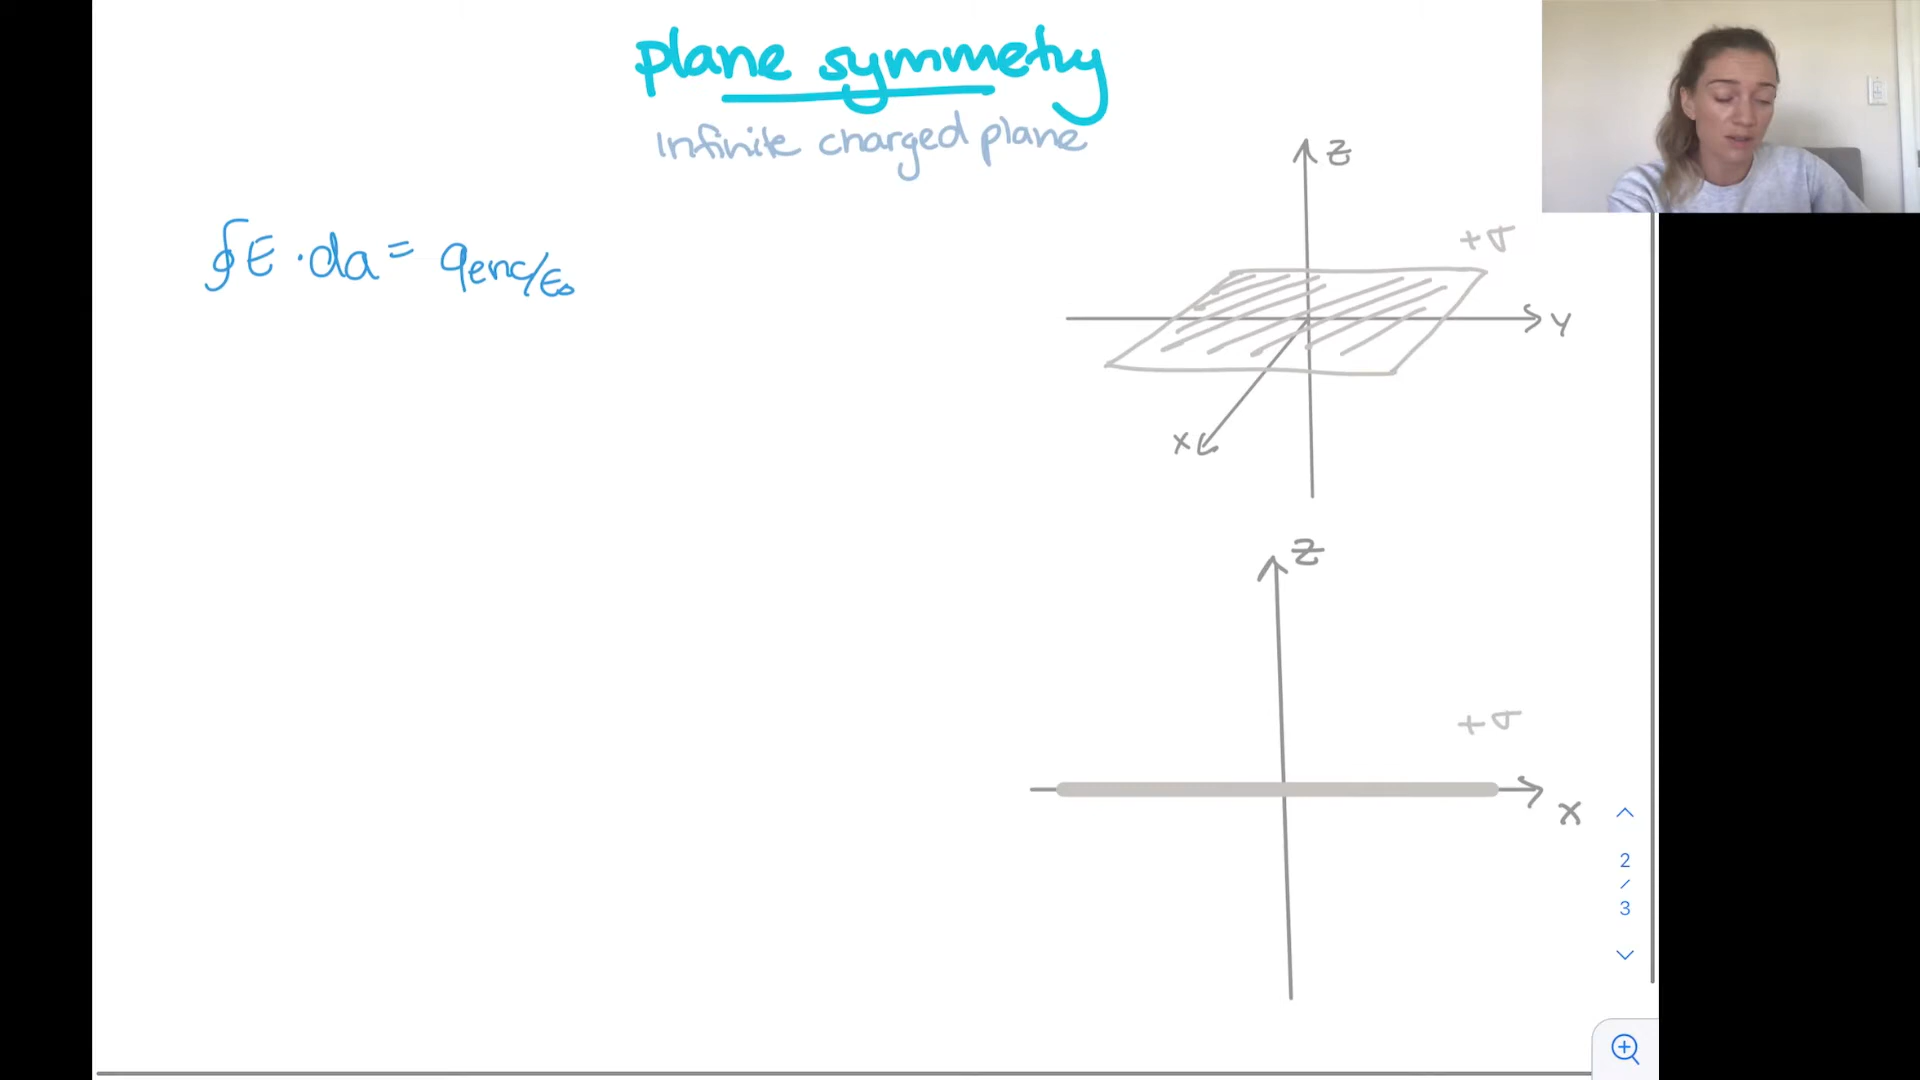 plane symmetry
Infinite charged plane
∮E · da = qenc/ε₀
z
+σ
y
x
z
+σ
x
2
/
3